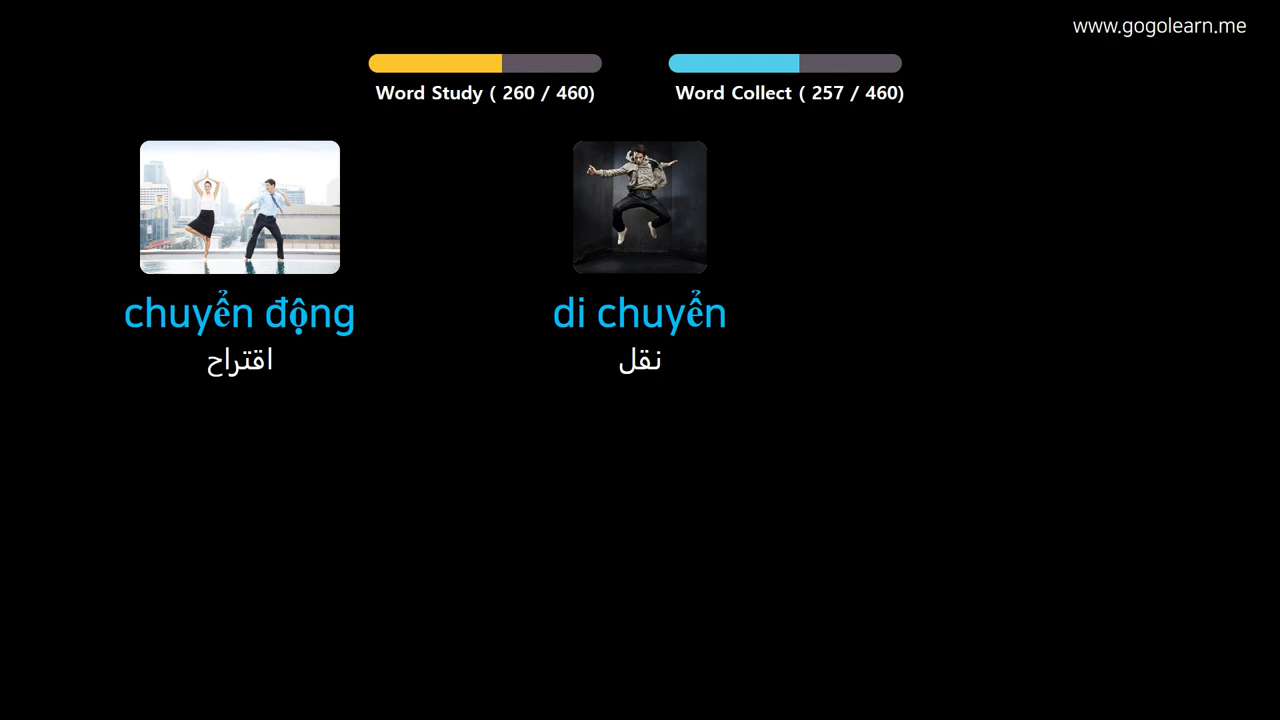 www.gogolearn.me
Word Study ( 260 / 460)
Word Collect ( 257 / 460)
chuyển động
di chuyển
اقتراح
نقل